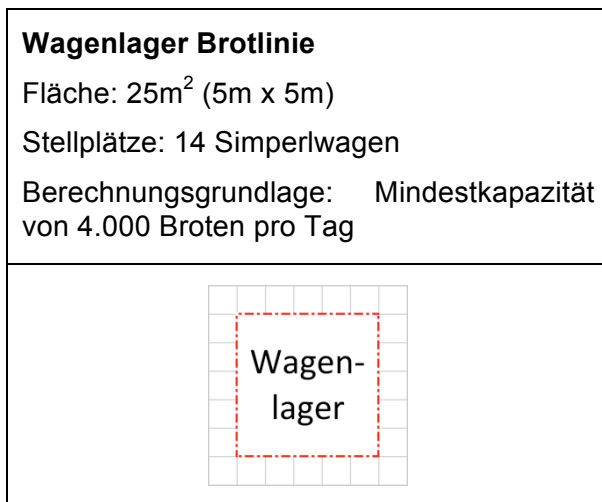 Wagenlager Brotlinie
Fläche: 25m² (5m x 5m)
Stellplätze: 14 Simperlwagen
Berechnungsgrundlage: Mindestkapazität
von 4.000 Broten pro Tag
Wagen-
lager